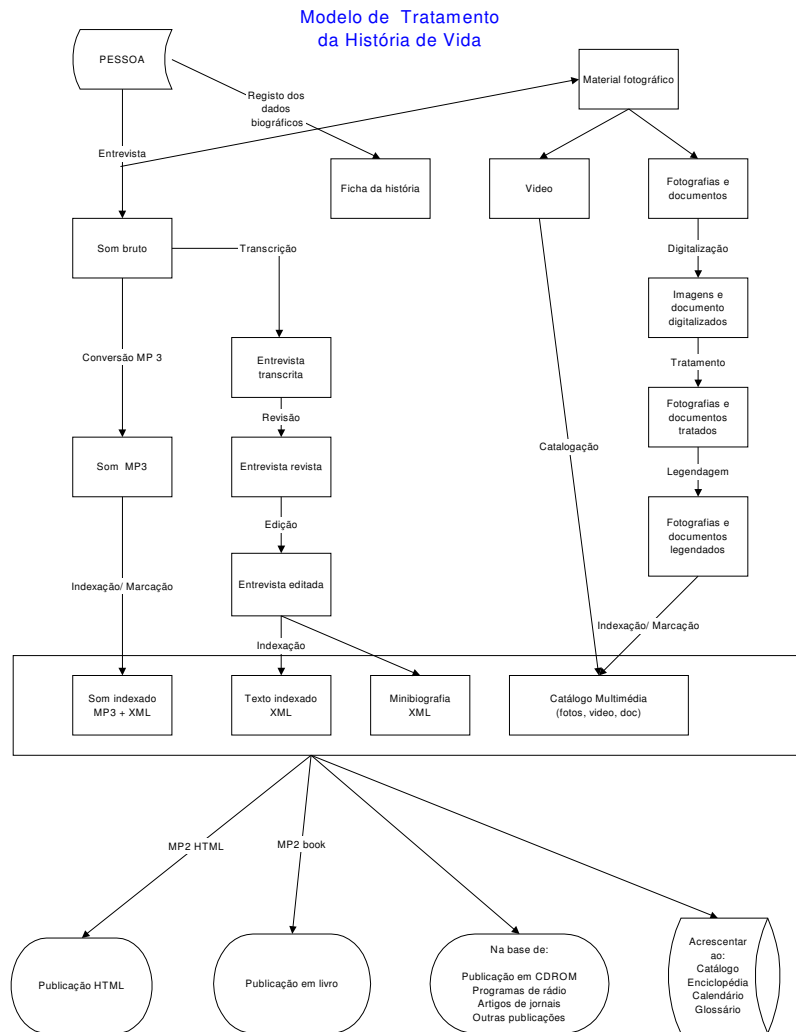 Modelo de Tratamento
da História de Vida
PESSOA
Material fotográfico
Registo dos
dados
biográficos
Entrevista
Ficha da história
Video
Fotografias e
documentos
Som bruto
Transcrição
Digitalização
Imagens e
documento
digitalizados
Conversão MP 3
Entrevista
transcrita
Tratamento
Revisão
Fotografias e
documentos
tratados
Som MP3
Entrevista revista
Catalogação
Legendagem
Edição
Fotografias e
documentos
legendados
Indexação/ Marcação
Entrevista editada
Indexação
Indexação/ Marcação
Som indexado
MP3 + XML
Texto indexado
XML
Minibiografia
XML
Catálogo Multimédia
(fotos, video, doc)
MP2 HTML
MP2 book
Publicação HTML
Publicação em livro
Na base de:
Publicação em CDROM
Programas de rádio
Artigos de jornais
Outras publicações
Acrescentar
ao:
Catálogo
Enciclopédia
Calendário
Glossário